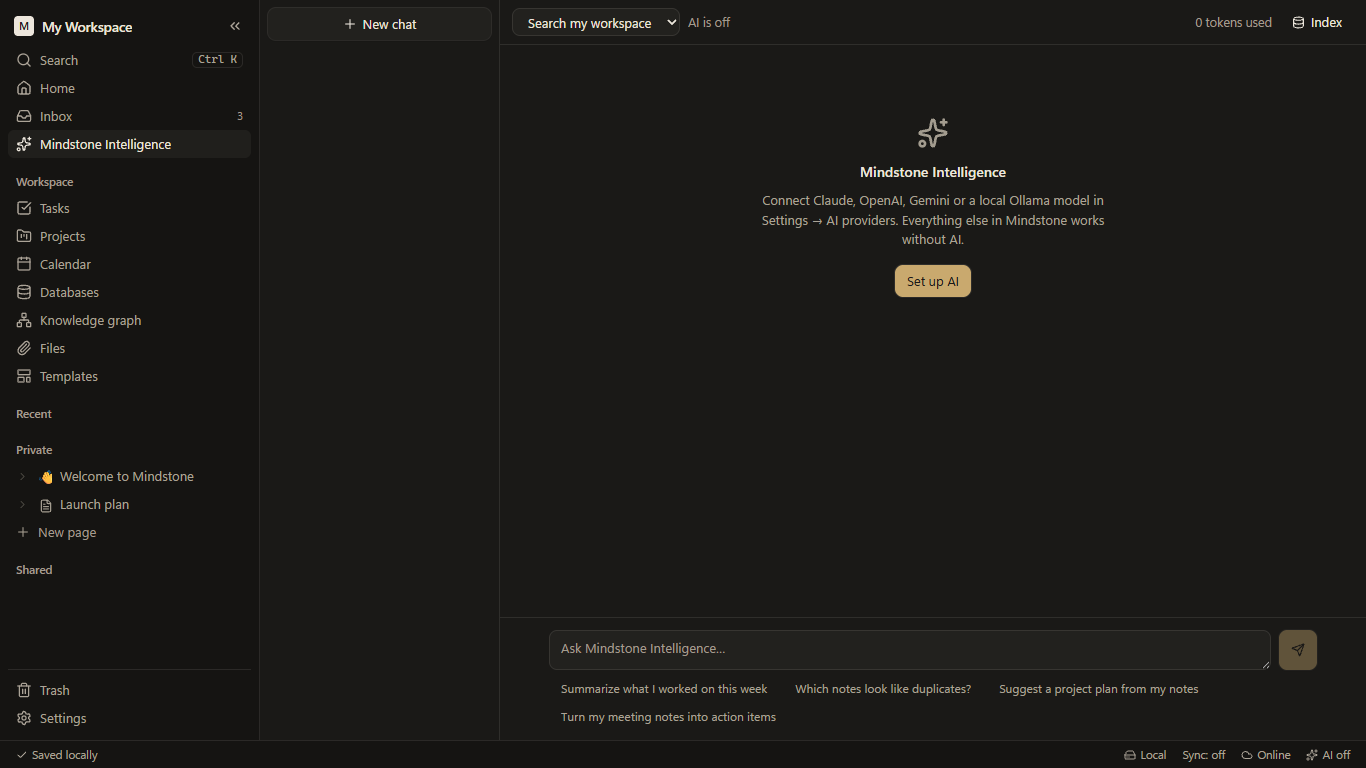 M My Workspace
Search Ctrl K
Home
Inbox 3
Mindstone Intelligence
Workspace
Tasks
Projects
Calendar
Databases
Knowledge graph
Files
Templates
Recent
Private
Welcome to Mindstone
Launch plan
New page
Shared
Trash
Settings
New chat
Search my workspace AI is off 0 tokens used Index
Mindstone Intelligence
Connect Claude, OpenAI, Gemini or a local Ollama model in
Settings → AI providers. Everything else in Mindstone works
without AI.
Set up AI
Ask Mindstone Intelligence...
Summarize what I worked on this week Which notes look like duplicates? Suggest a project plan from my notes
Turn my meeting notes into action items
Saved locally Local Sync: off Online AI off